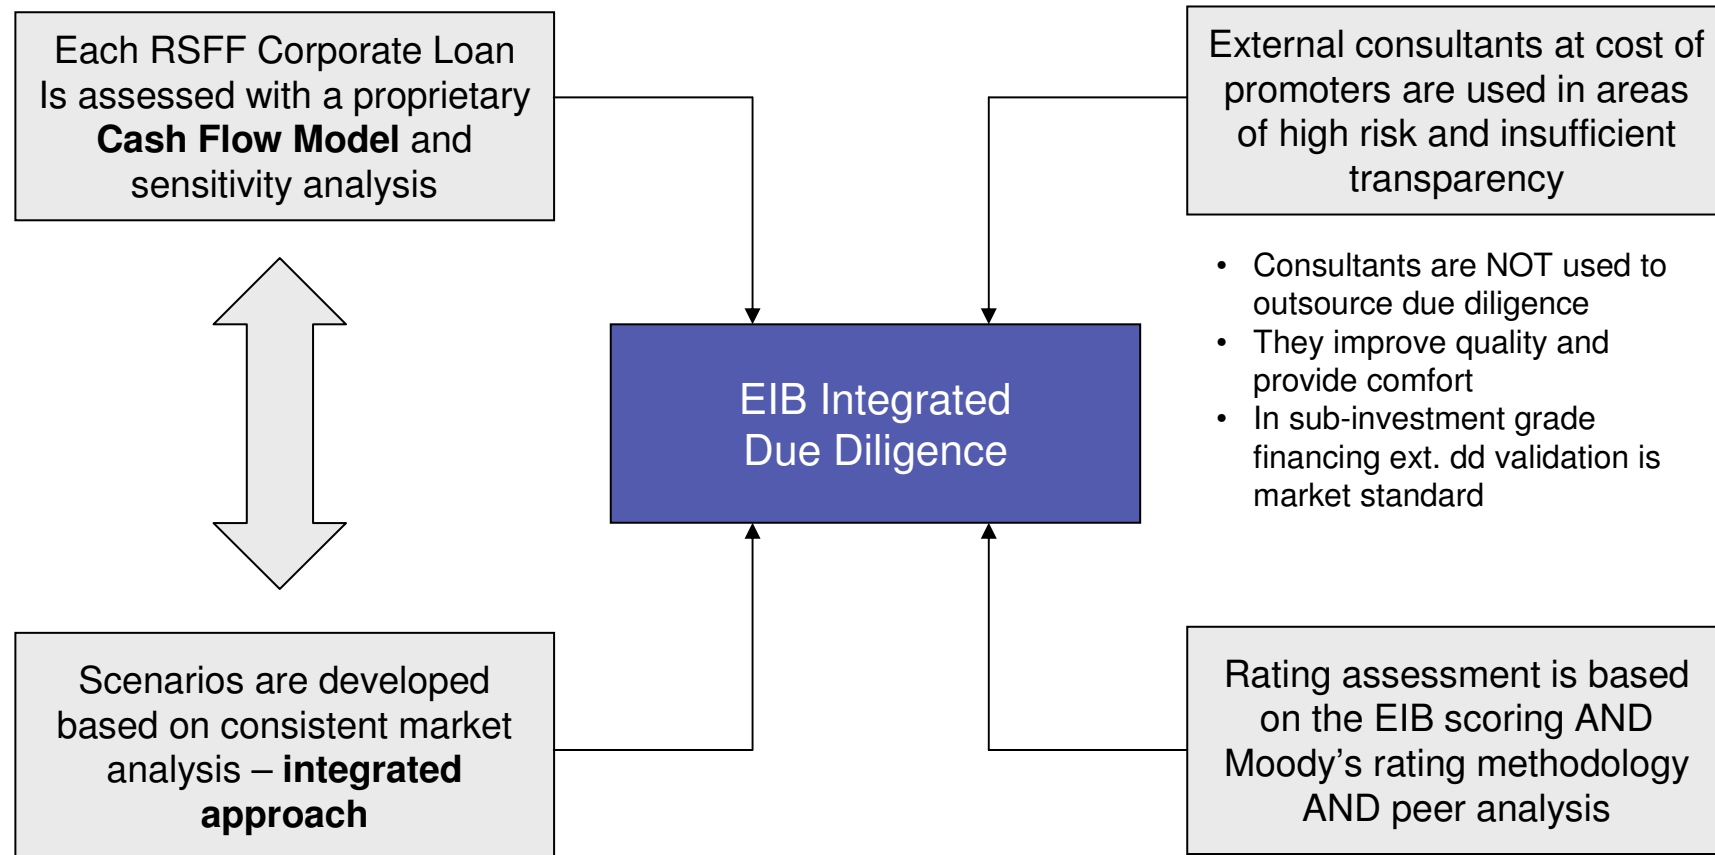 Each RSFF Corporate Loan
Is assessed with a proprietary
Cash Flow Model and
sensitivity analysis
External consultants at cost of
promoters are used in areas
of high risk and insufficient
transparency
• Consultants are NOT used to
outsource due diligence
• They improve quality and
provide comfort
• In sub-investment grade
financing ext. dd validation is
market standard
EIB Integrated
Due Diligence
Scenarios are developed
based on consistent market
analysis – integrated
approach
Rating assessment is based
on the EIB scoring AND
Moody’s rating methodology
AND peer analysis